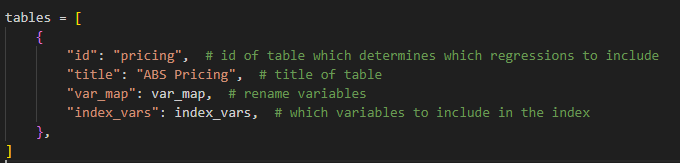 tables = [
    {
        "id": "pricing",  # id of table which determines which regressions to include
        "title": "ABS Pricing",  # title of table
        "var_map": var_map,  # rename variables
        "index_vars": index_vars,  # which variables to include in the index
    },
]